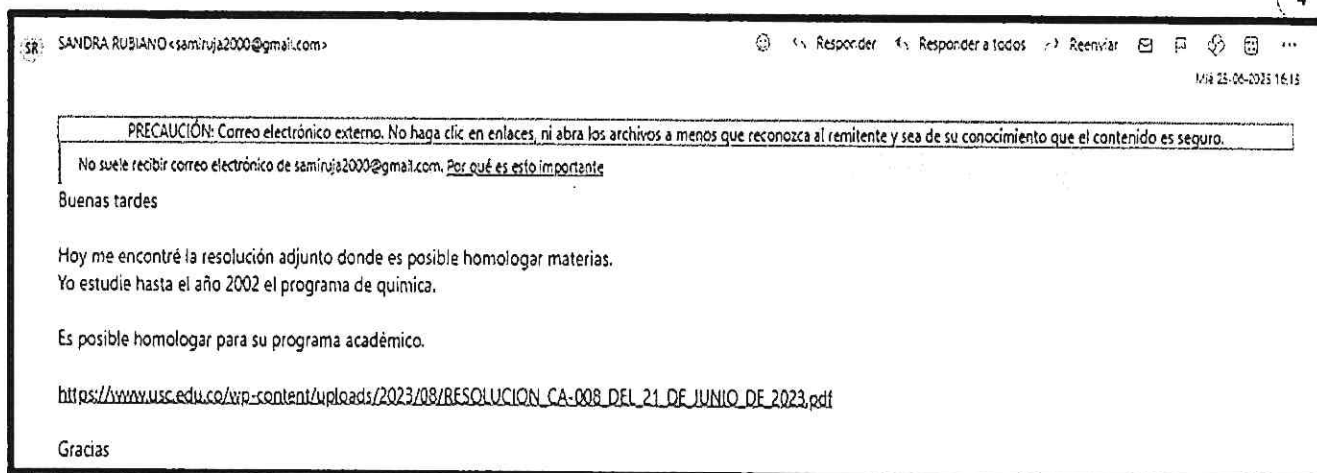 4
SR SANDRA RUBIANO <samiruja2000@gmail.com> Responder Responder a todos Reenviar ...
Mié 16:13
PRECAUCIÓN: Correo electrónico externo. No haga clic en enlaces, ni abra los archivos a menos que reconozca al remitente y sea de su conocimiento que el contenido es seguro.
No suele recibir correo electrónico de samiruja2000@gmail.com. Por qué es esto importante
Buenas tardes
Hoy me encontré la resolución adjunto donde es posible homologar materias.
Yo estudie hasta el año 2002 el programa de quimica.
Es posible homologar para su programa académico.
https://www.usc.edu.co/wp-content/uploads/2023/08/RESOLUCION_CA-008_DEL_21_DE_JUNIO_DE_2023.pdf
Gracias